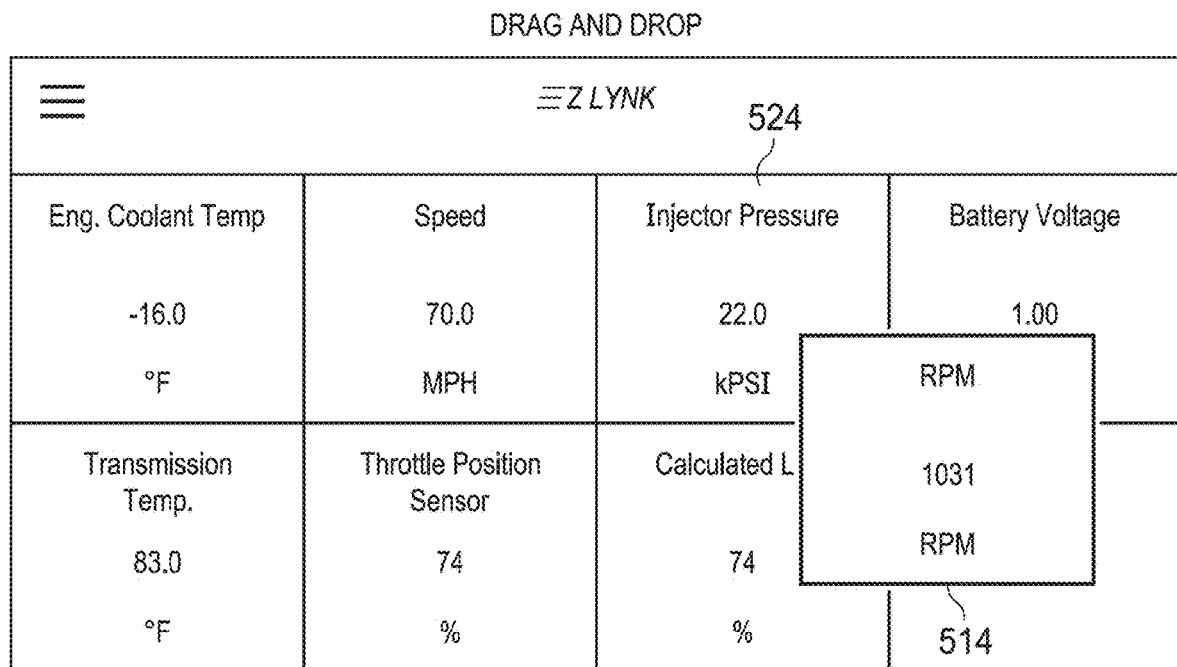 DRAG AND DROP
Z LYNK
524
Eng. Coolant Temp
Speed
Injector Pressure
Battery Voltage
-16.0
70.0
22.0
1.00
°F
MPH
kPSI
RPM
Transmission
Temp.
Throttle Position
Sensor
Calculated L
1031
RPM
83.0
74
74
°F
%
%
514